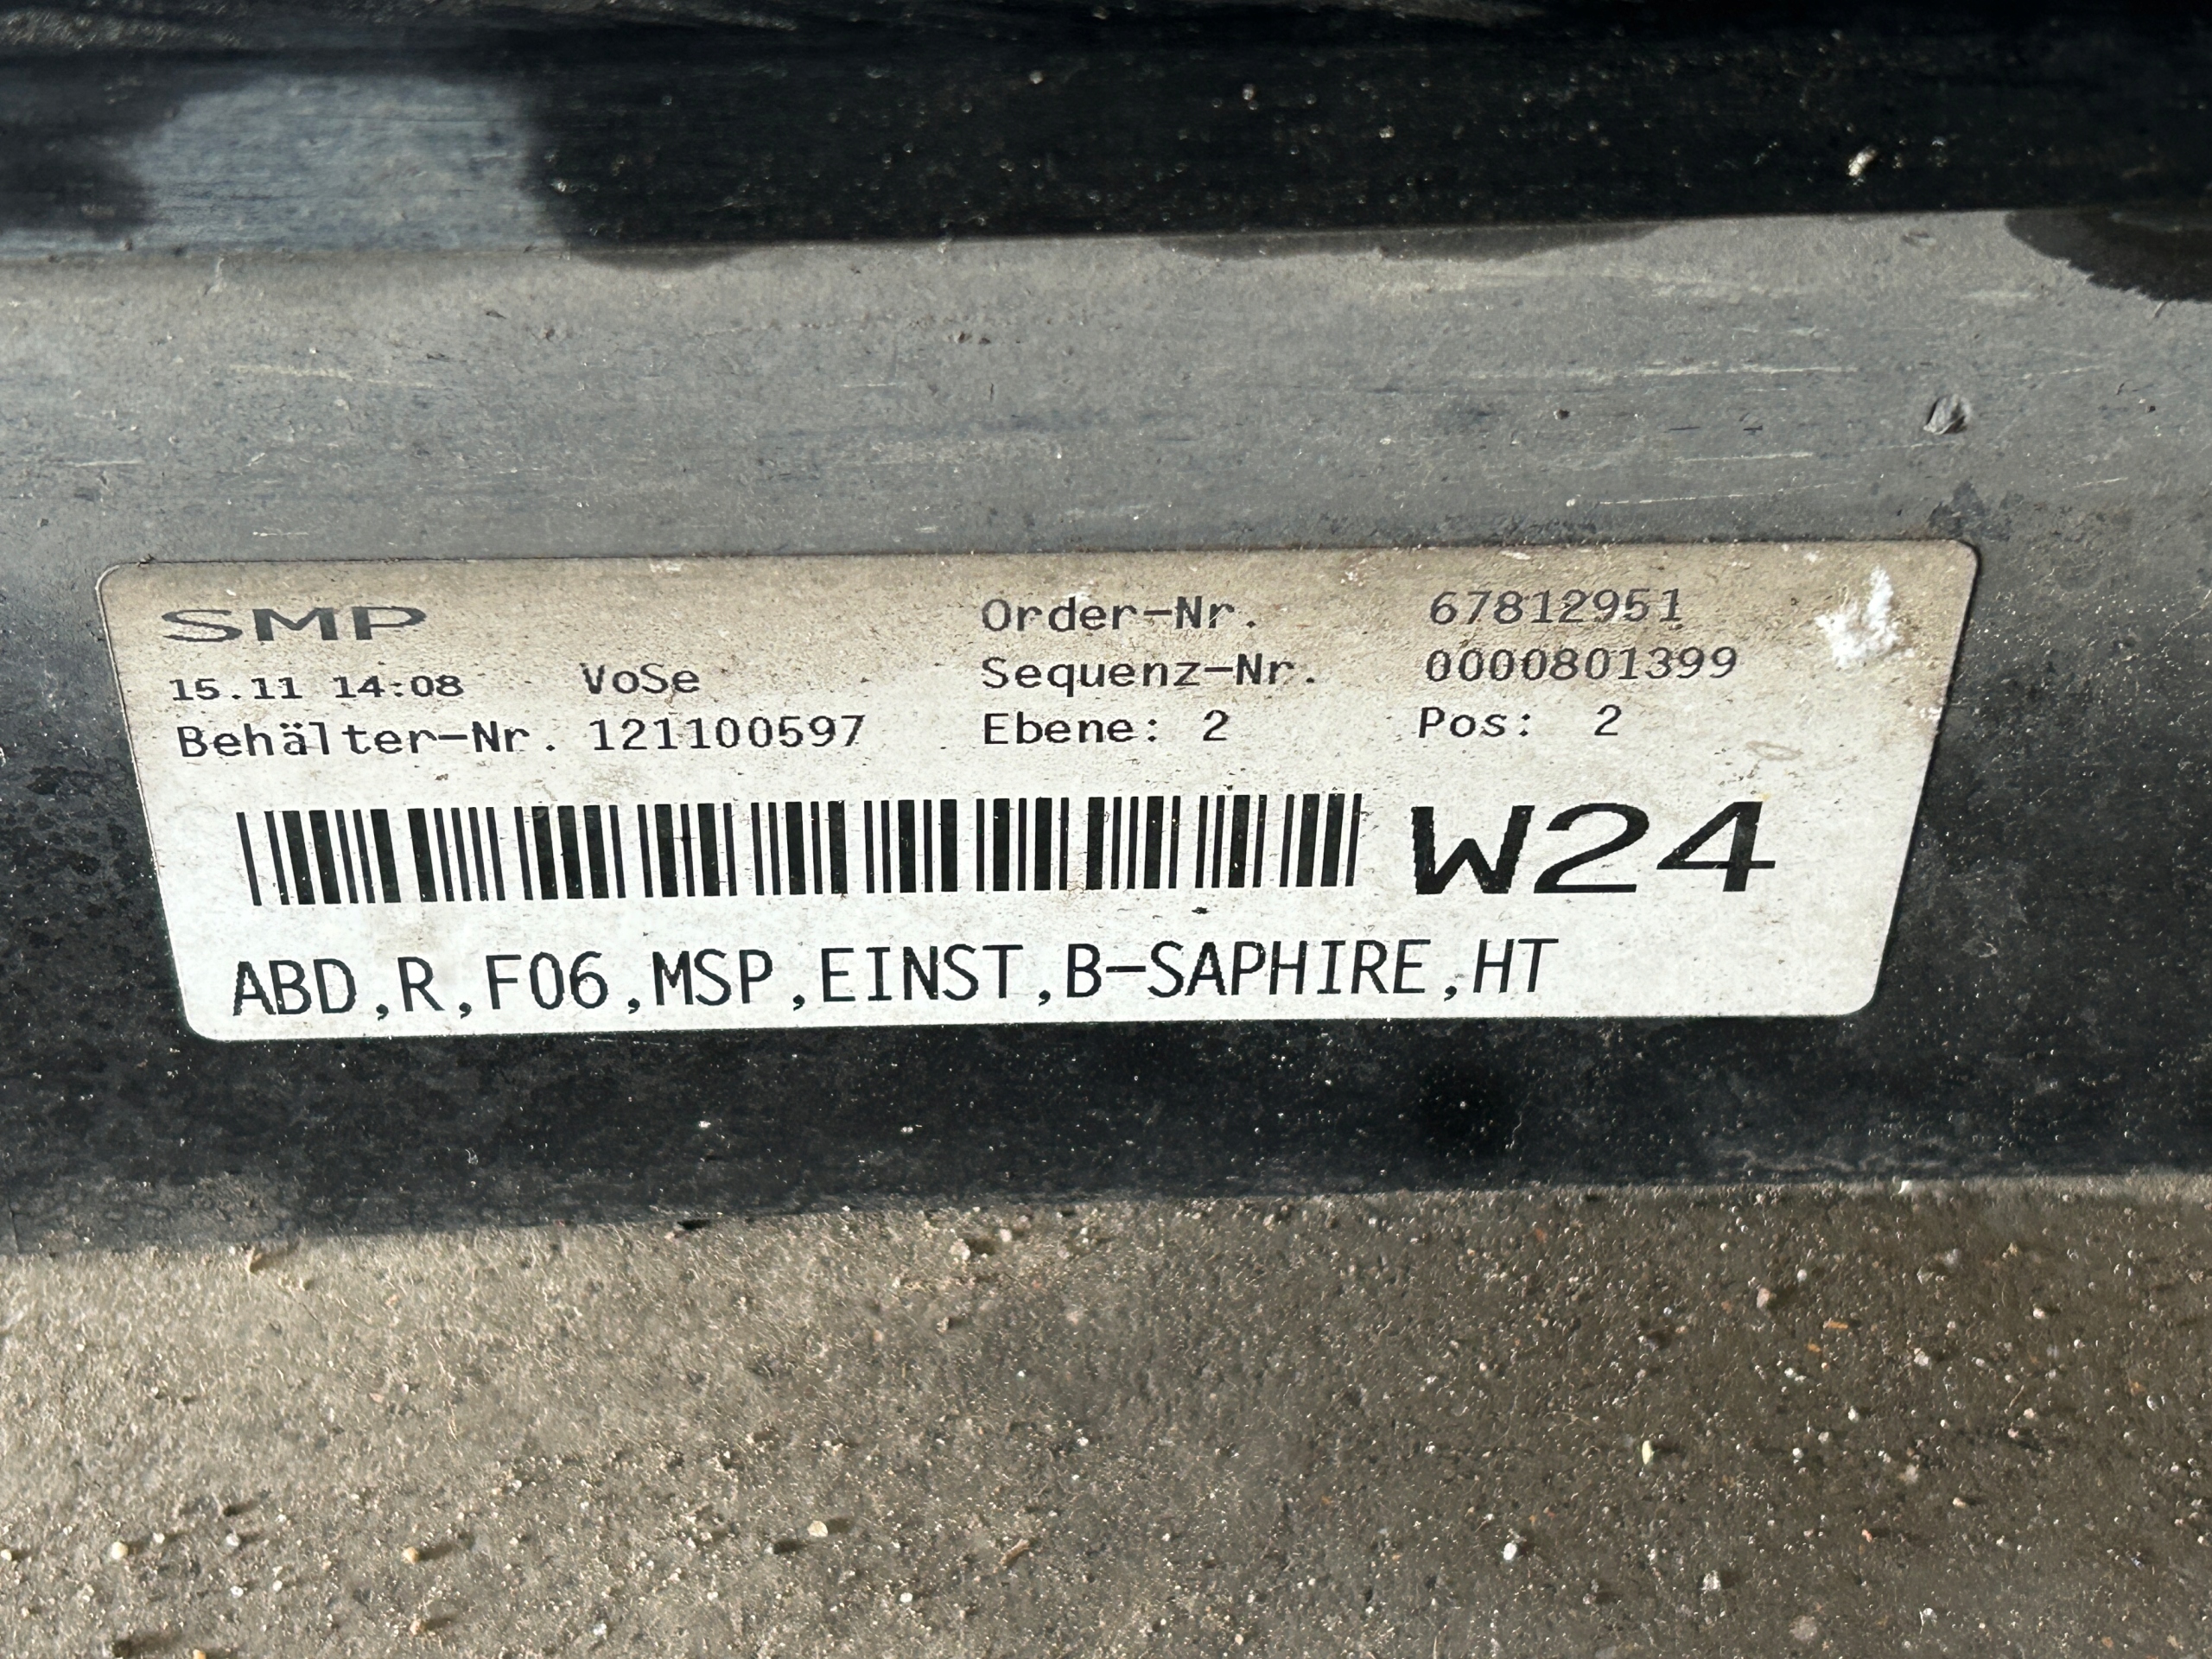 SMP
15.11 14:08 VoSe
Behälter-Nr. 121100597
Order-Nr. 67812951
Sequenz-Nr. 0000801399
Ebene: 2 Pos: 2
W24
ABD,R,F06,MSP,EINST,B-SAPHIRE,HT